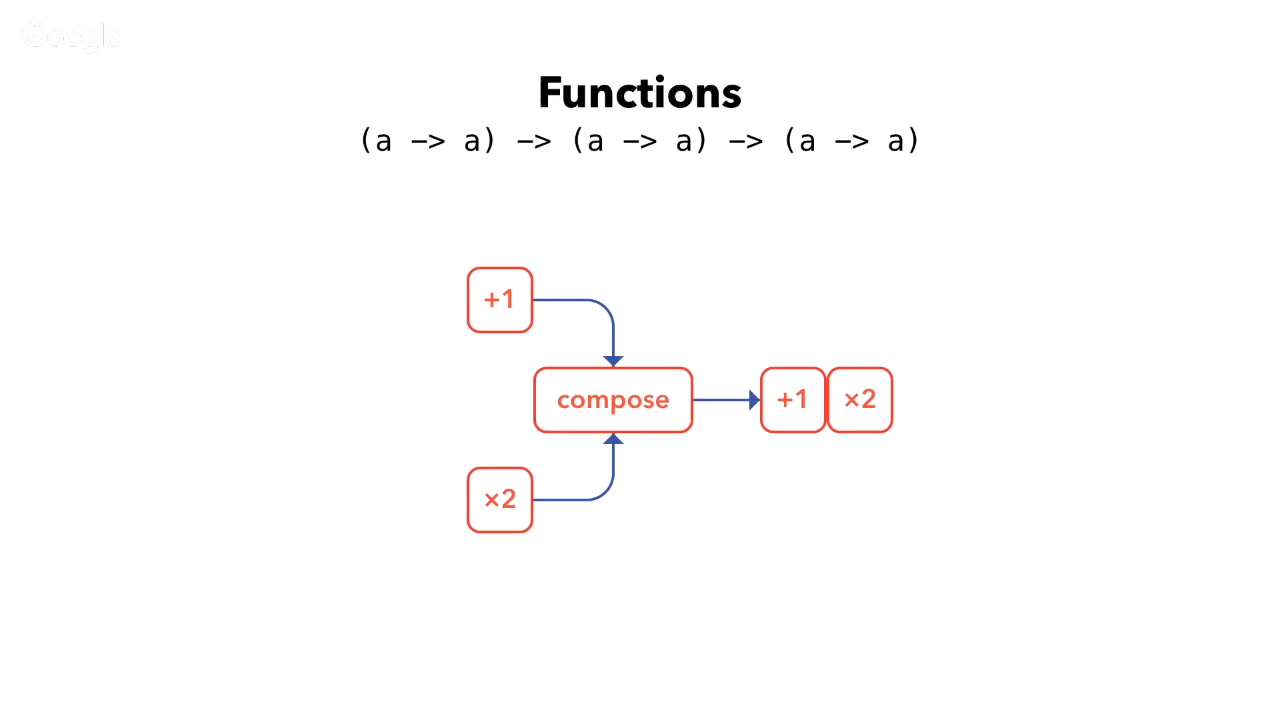 Google
Functions
(a —> a) —> (a —> a) —> (a —> a)
+1
compose
+1 ×2
×2